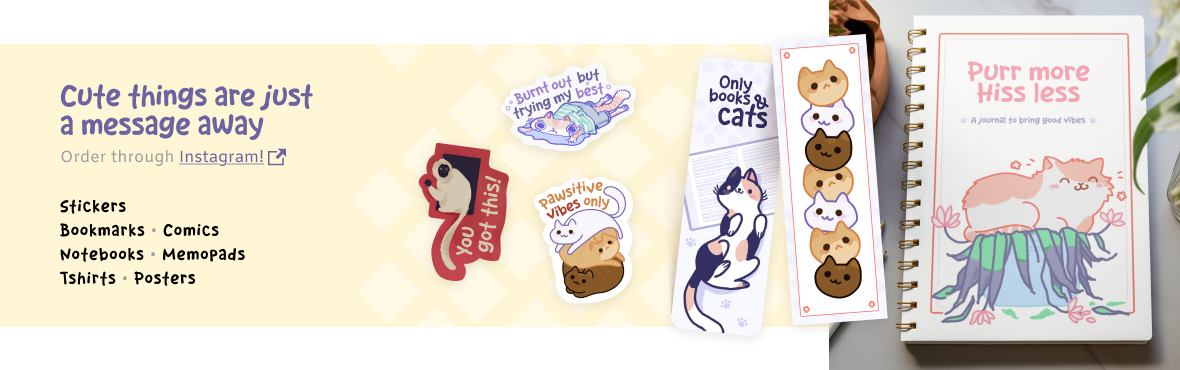 Cute things are just
a message away
Order through Instagram!
Stickers
Bookmarks • Comics
Notebooks • Memopads
Tshirts • Posters
You
got this!
Burnt out but
trying my best
Pawsitive
vibes only
Only
books &
cats
Purr more
Hiss less
A journal to bring good vibes